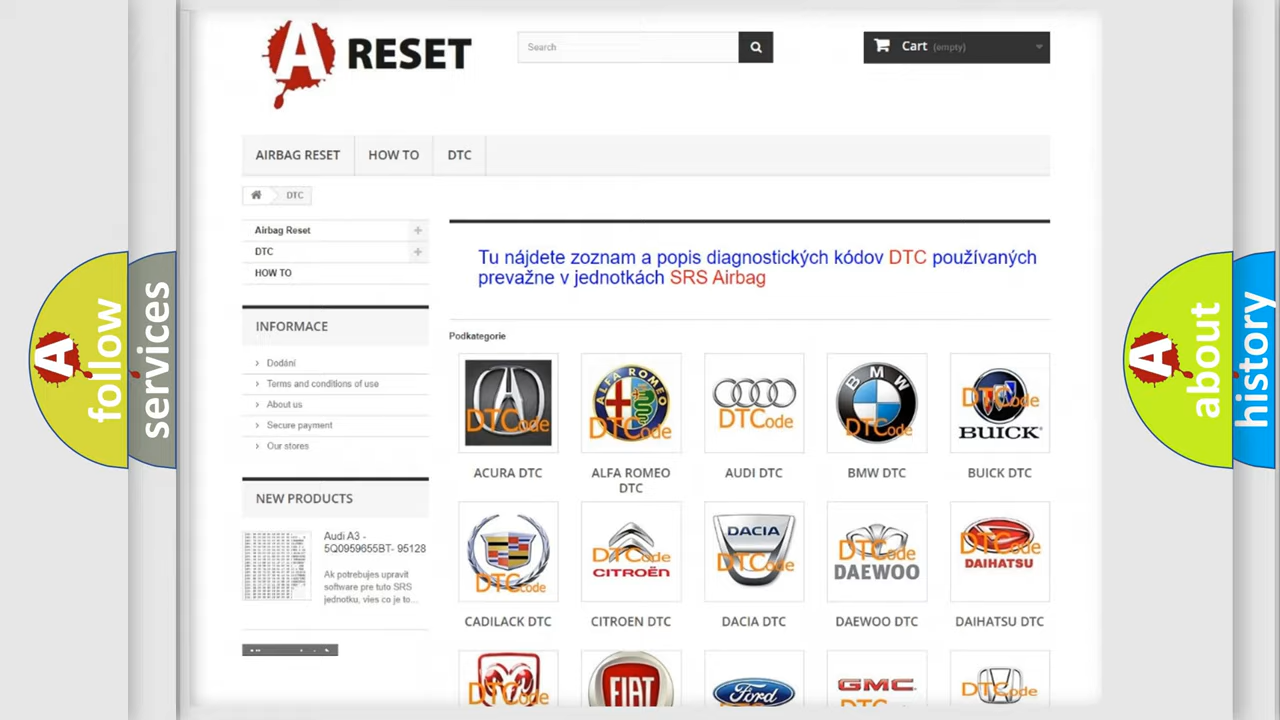 A RESET
Search
Cart (empty)
AIRBAG RESET
HOW TO
DTC
DTC
Airbag Reset
DTC
HOW TO
INFORMACE
Dodání
Terms and conditions of use
About us
Secure payment
Our stores
NEW PRODUCTS
Audi A3 -
5Q0959655BT- 95128
Ak potrebujes upravit
software pre tuto SRS
jednotku, vies co je to...
Tu nájdete zoznam a popis diagnostických kódov DTC používaných
prevažne v jednotkách SRS Airbag
Podkategorie
DTCode
ALFA ROMEO
DTCode
DTCode
BMW
DTCode
DTCode
BUICK
ACURA DTC
ALFA ROMEO
DTC
AUDI DTC
BMW DTC
BUICK DTC
DTCode
DTCode
CITROËN
DACIA
DTCode
DTCode
DAEWOO
DTCode
DAIHATSU
CADILACK DTC
CITROEN DTC
DACIA DTC
DAEWOO DTC
DAIHATSU DTC
DTCode
FIAT
Ford
GMC
DTCode
A follow
services
A about
history